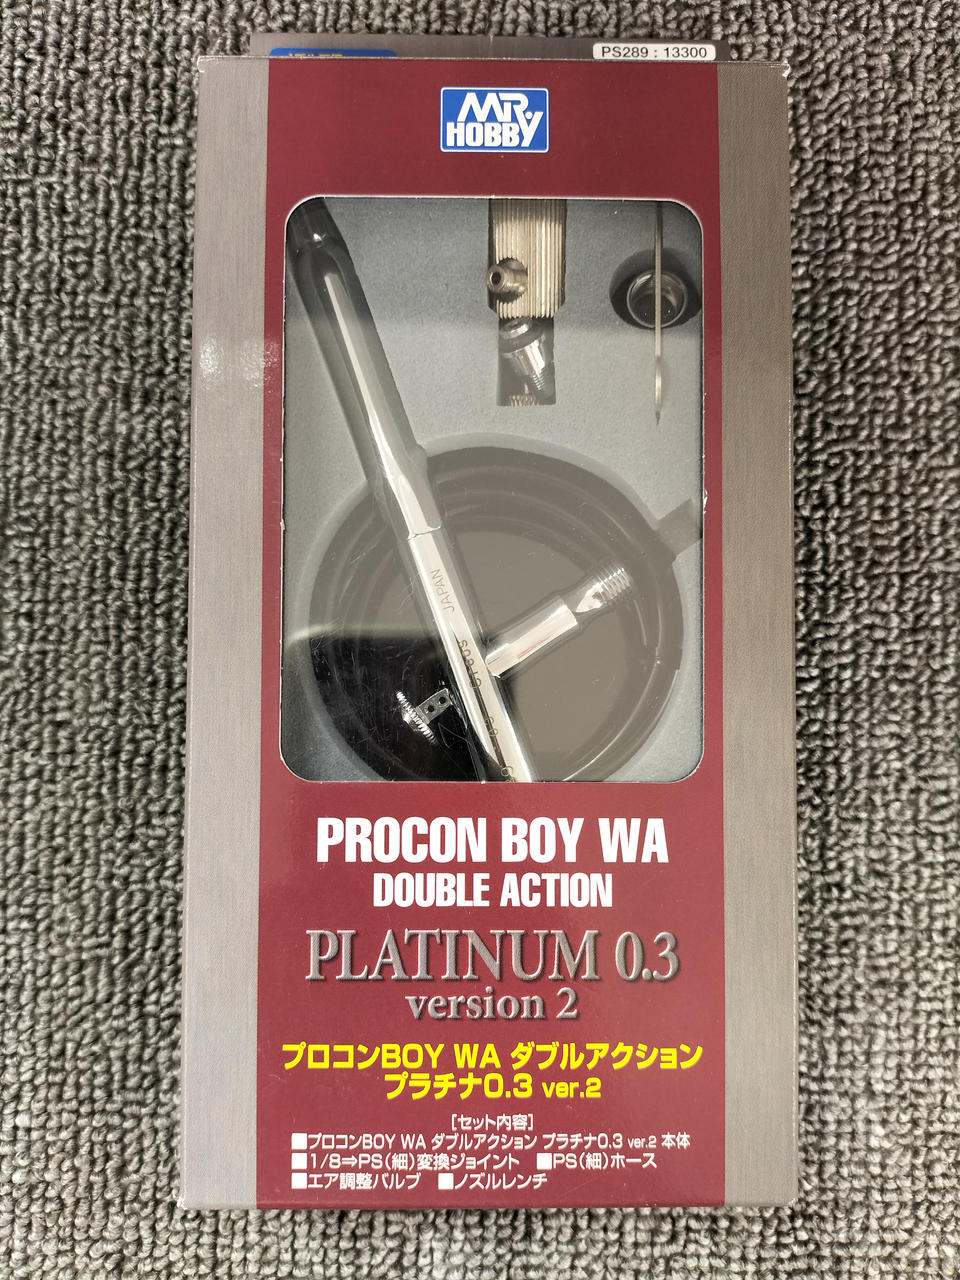 PS289 : 13300
MR.
HOBBY
JAPAN
PROCON BOY WA
DOUBLE ACTION
PLATINUM 0.3
version 2
プロコンBOY WA ダブルアクション
プラチナ0.3 ver.2
[セット内容]
■プロコンBOY WA ダブルアクション プラチナ0.3 ver.2 本体
■1/8⇒PS(細)変換ジョイント ■PS(細)ホース
■エア調整バルブ ■ノズルレンチ